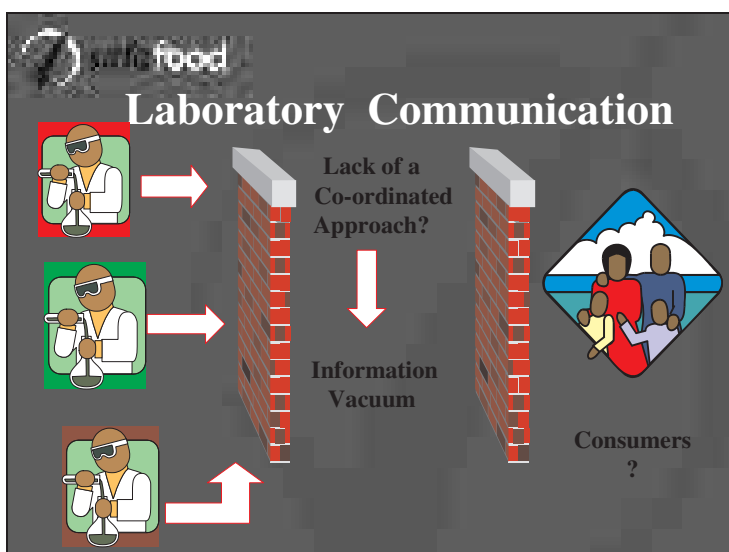 safefood
Laboratory Communication
Lack of a
Co-ordinated
Approach?
Information
Vacuum
Consumers
?